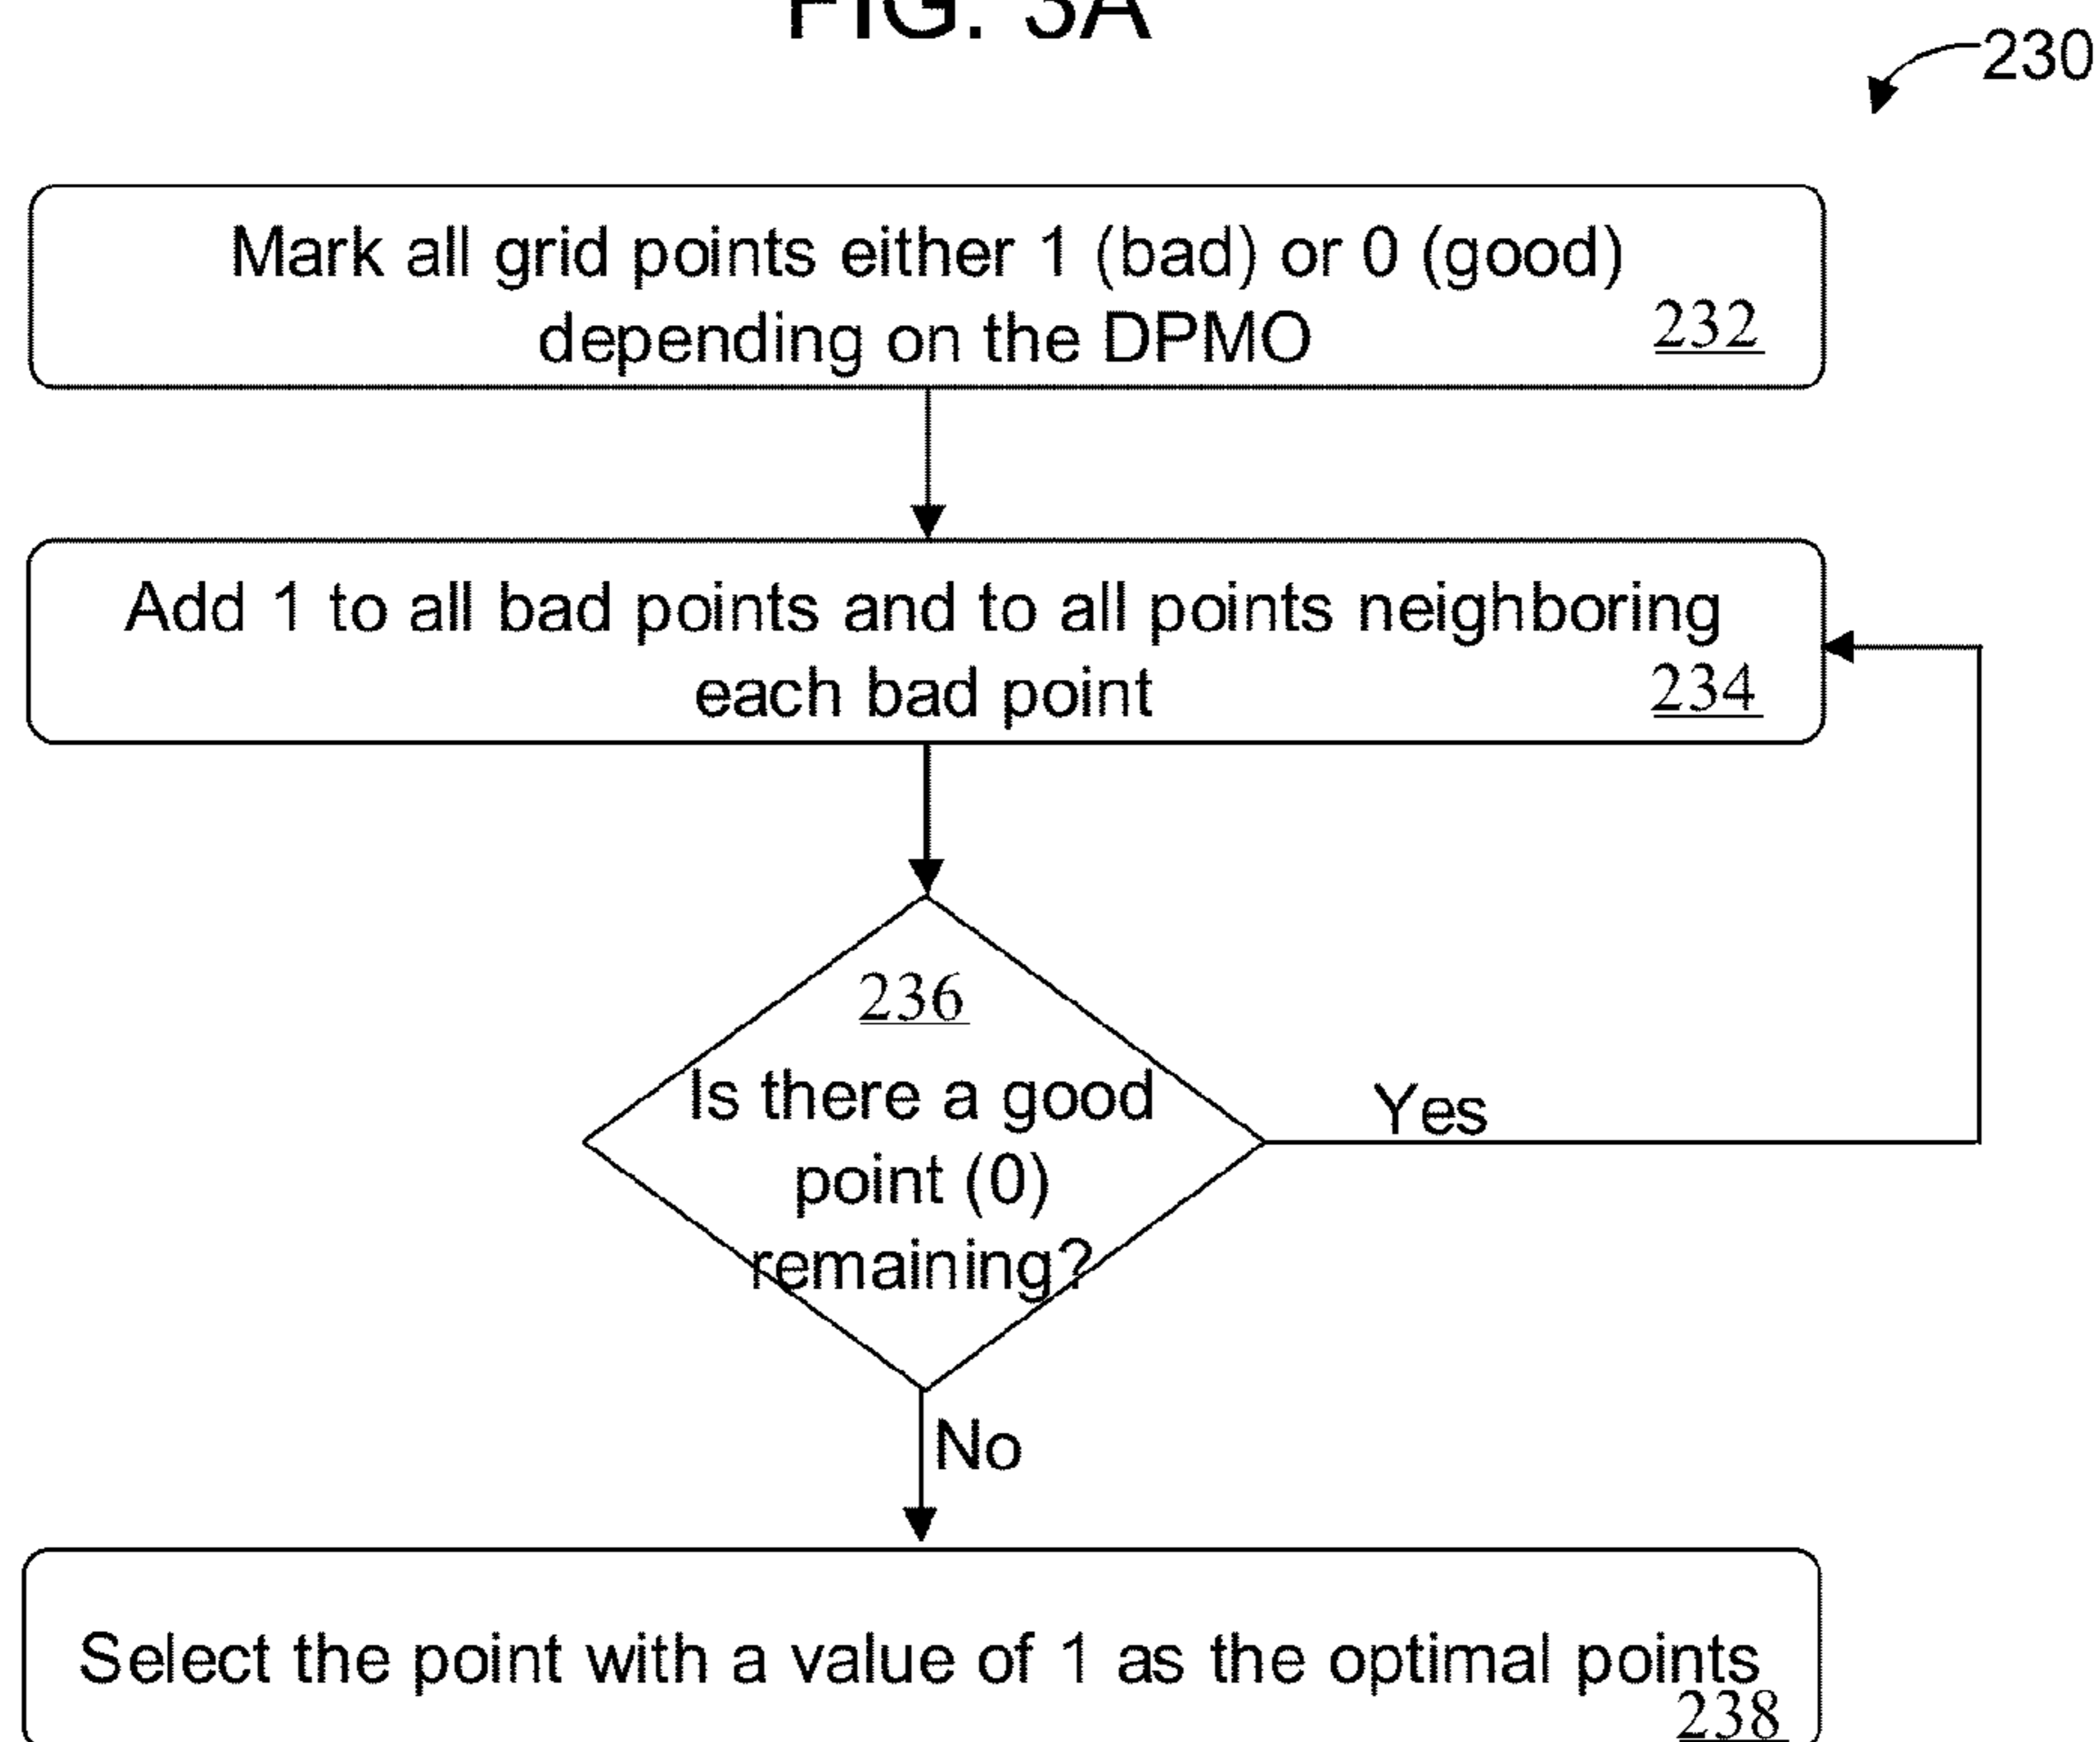 FIG. 3A
230
Mark all grid points either 1 (bad) or 0 (good)
depending on the DPMO
232
Add 1 to all bad points and to all points neighboring
each bad point
234
236
Is there a good
point (0)
remaining?
Yes
No
Select the point with a value of 1 as the optimal points
238